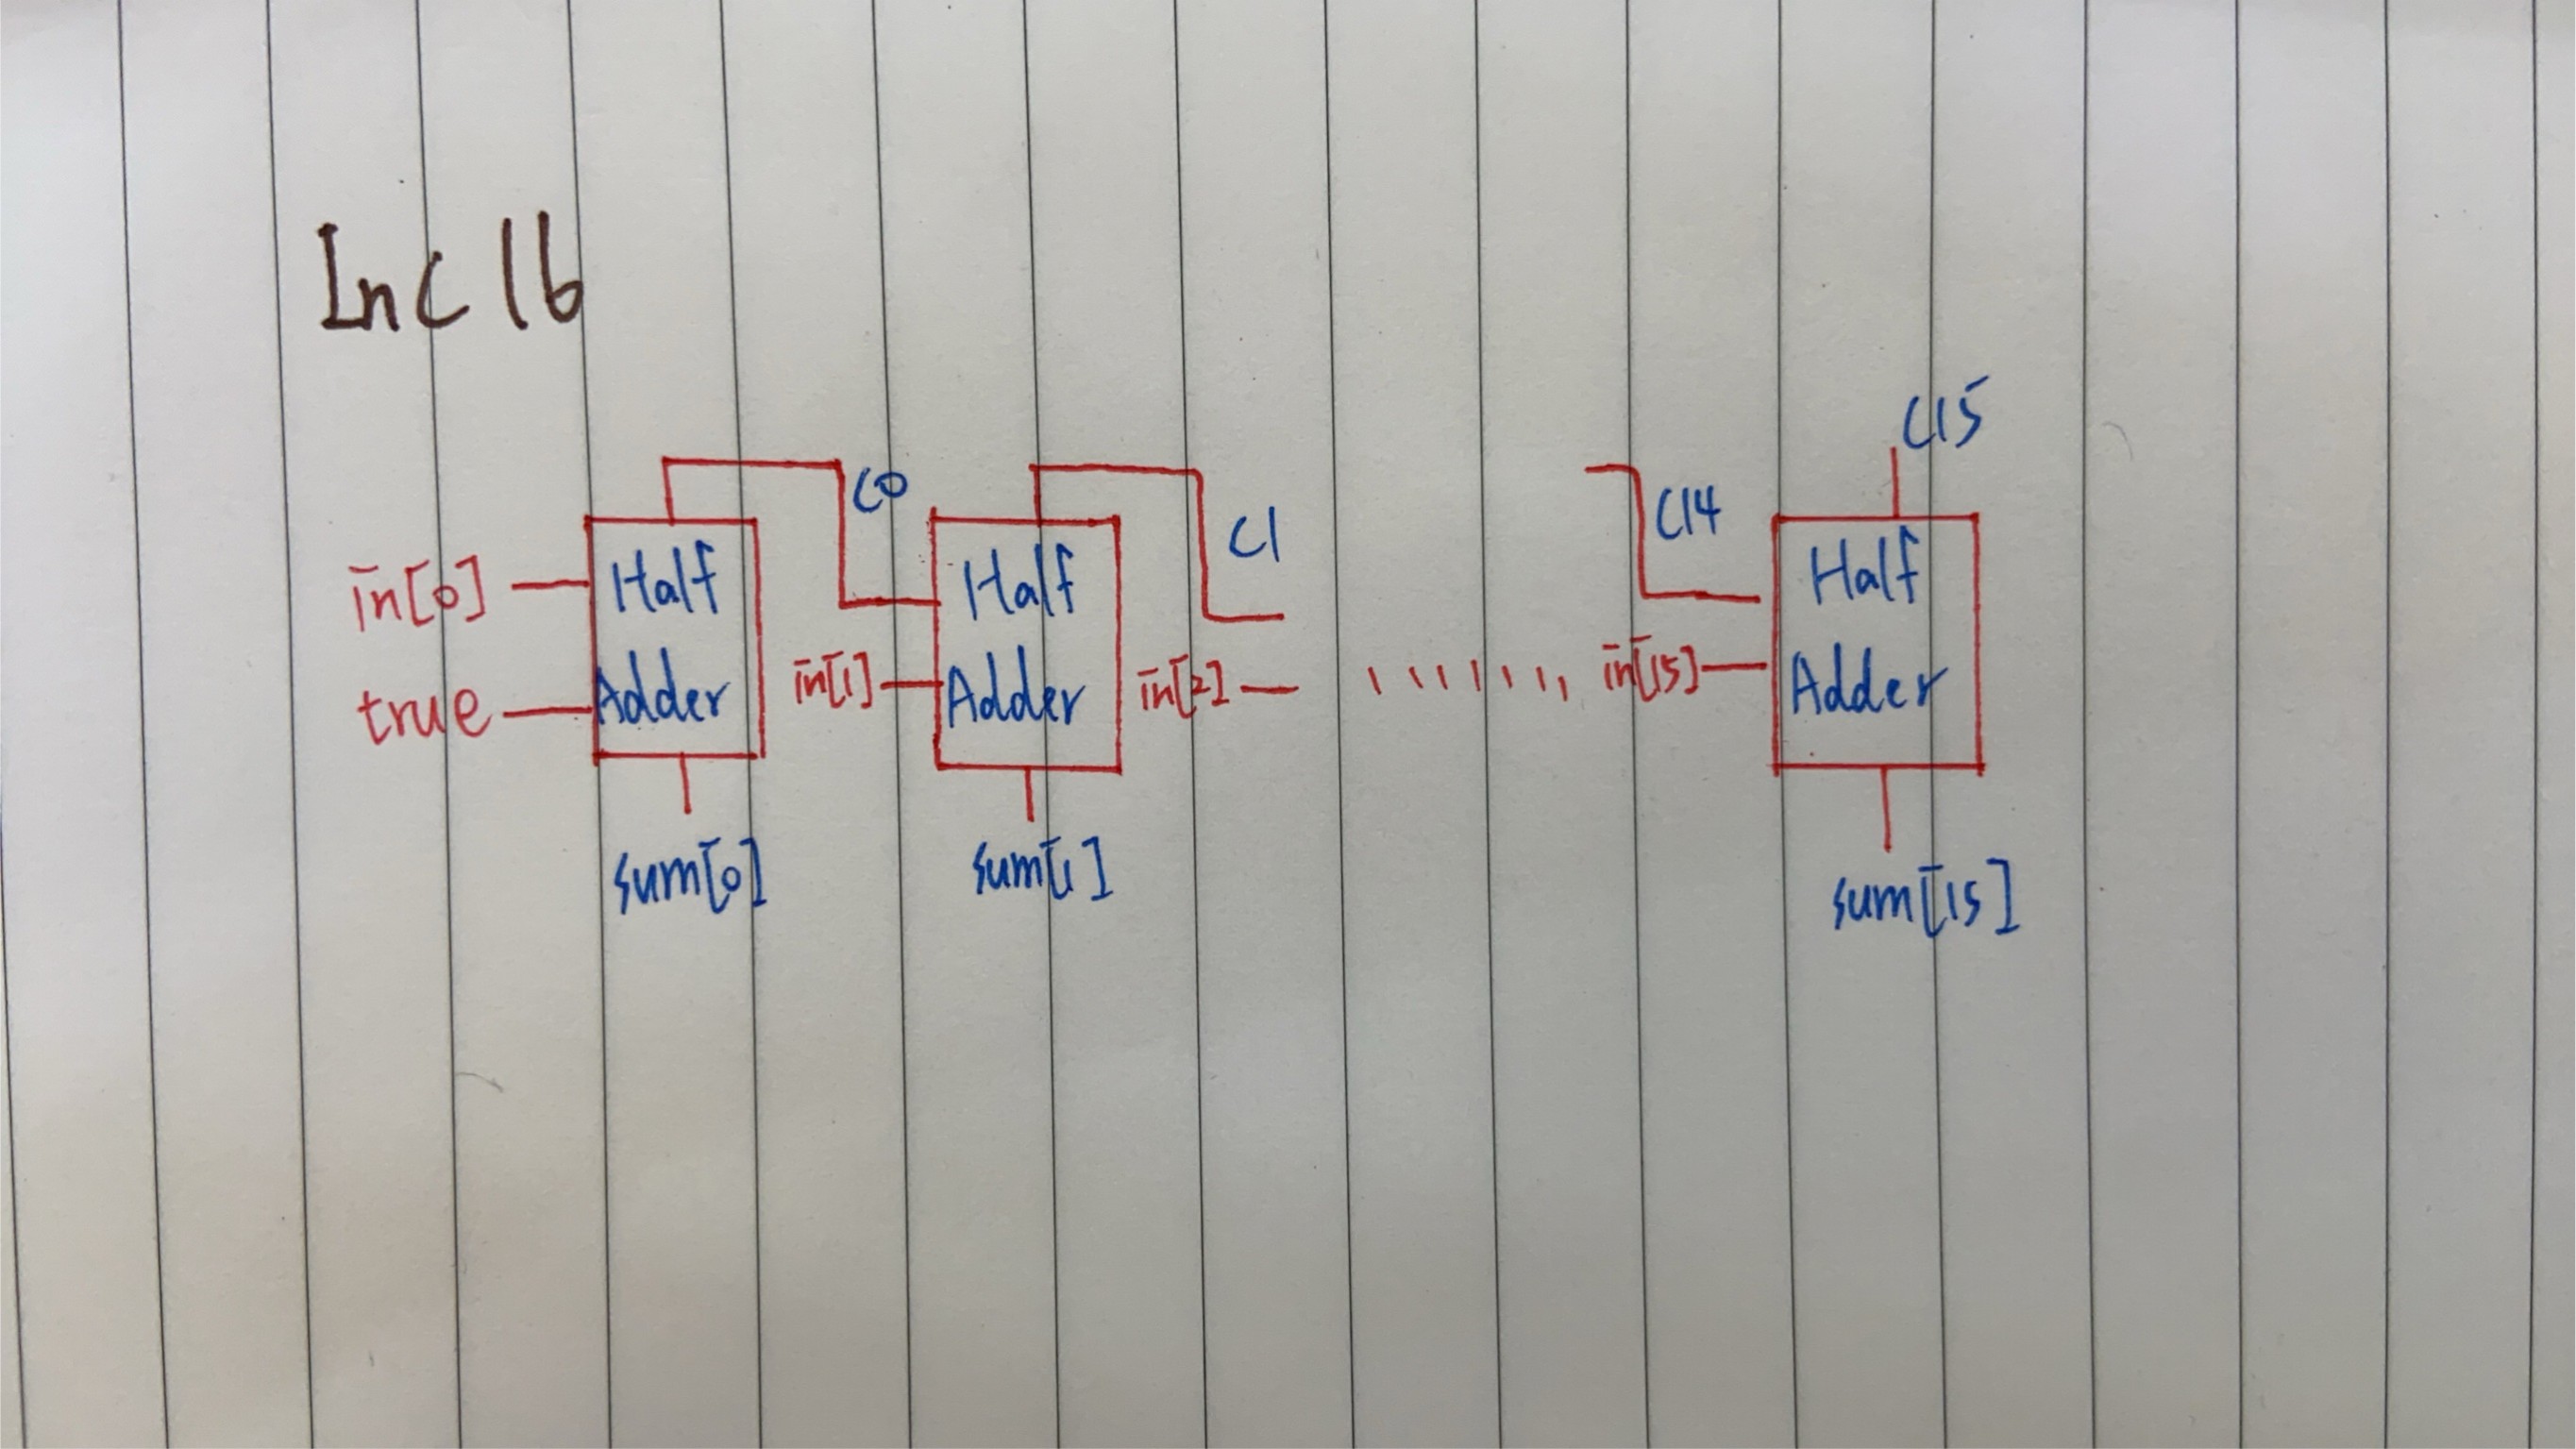 Inc16
C15
C0
C1
C14
in[0]
true
Half
Adder
in[1]
Half
Adder
in[2]
......,
in[15]
Half
Adder
sum[0]
sum[1]
sum[15]